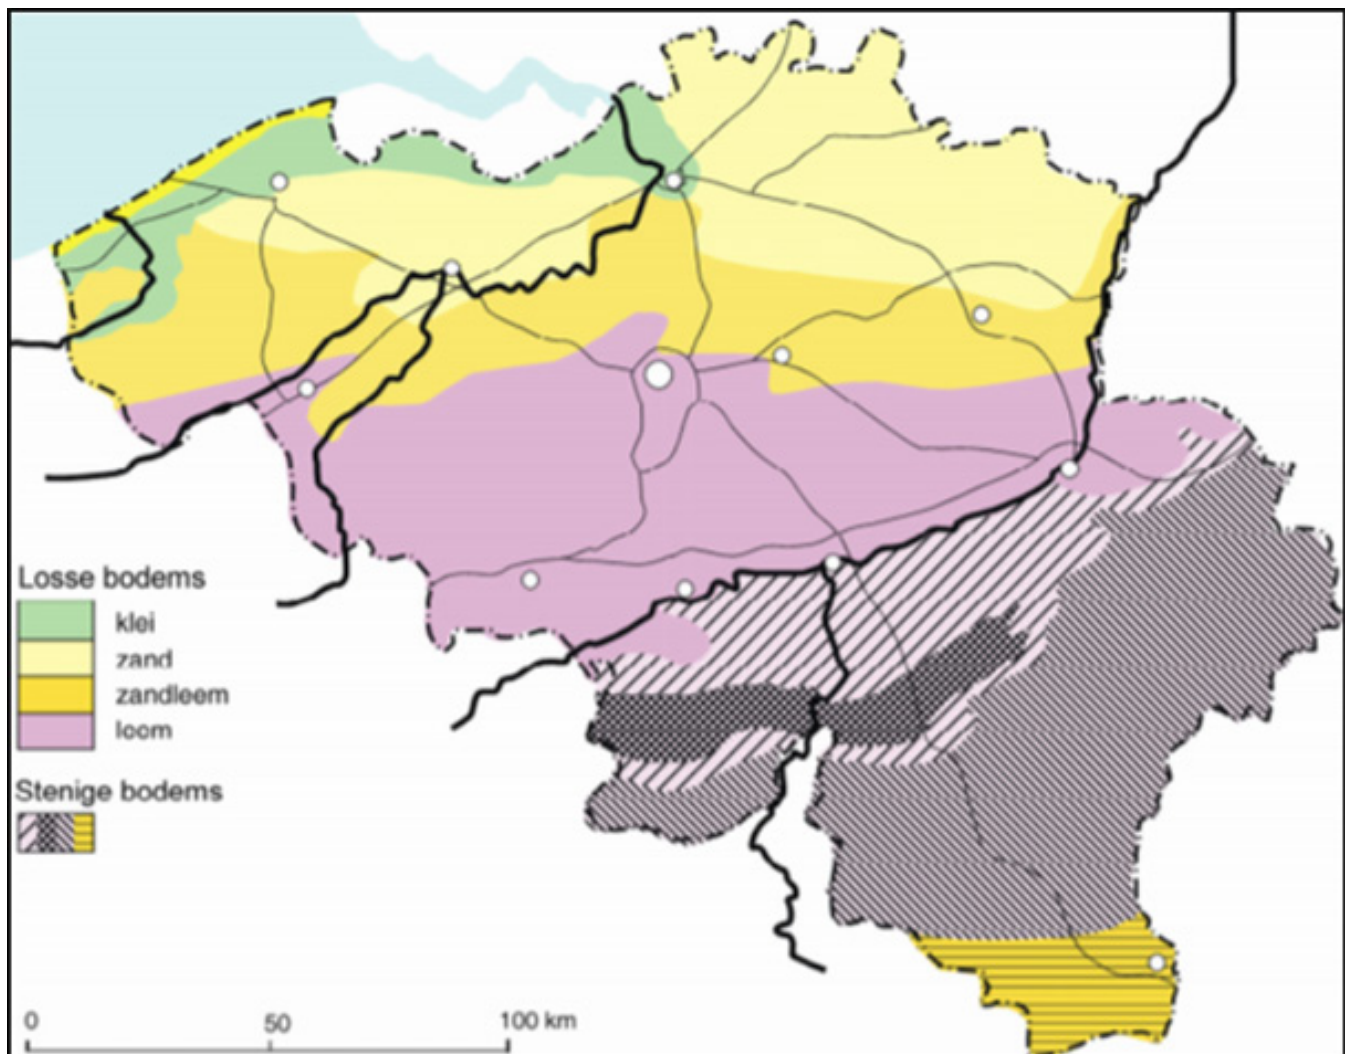 Losse bodems
klei
zand
zandleem
leem
Stenige bodems
0 50 100 km